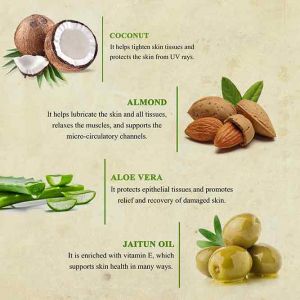 COCONUT
It helps tighten skin tissues and
protects the skin from UV rays.
ALMOND
It helps lubricate the skin and all tissues,
relaxes the muscles, and supports the
micro-circulatory channels.
ALOE VERA
It protects epithelial tissues and promotes
relief and recovery of damaged skin.
JAITUN OIL
It is enriched with vitamin E, which
supports skin health in many ways.